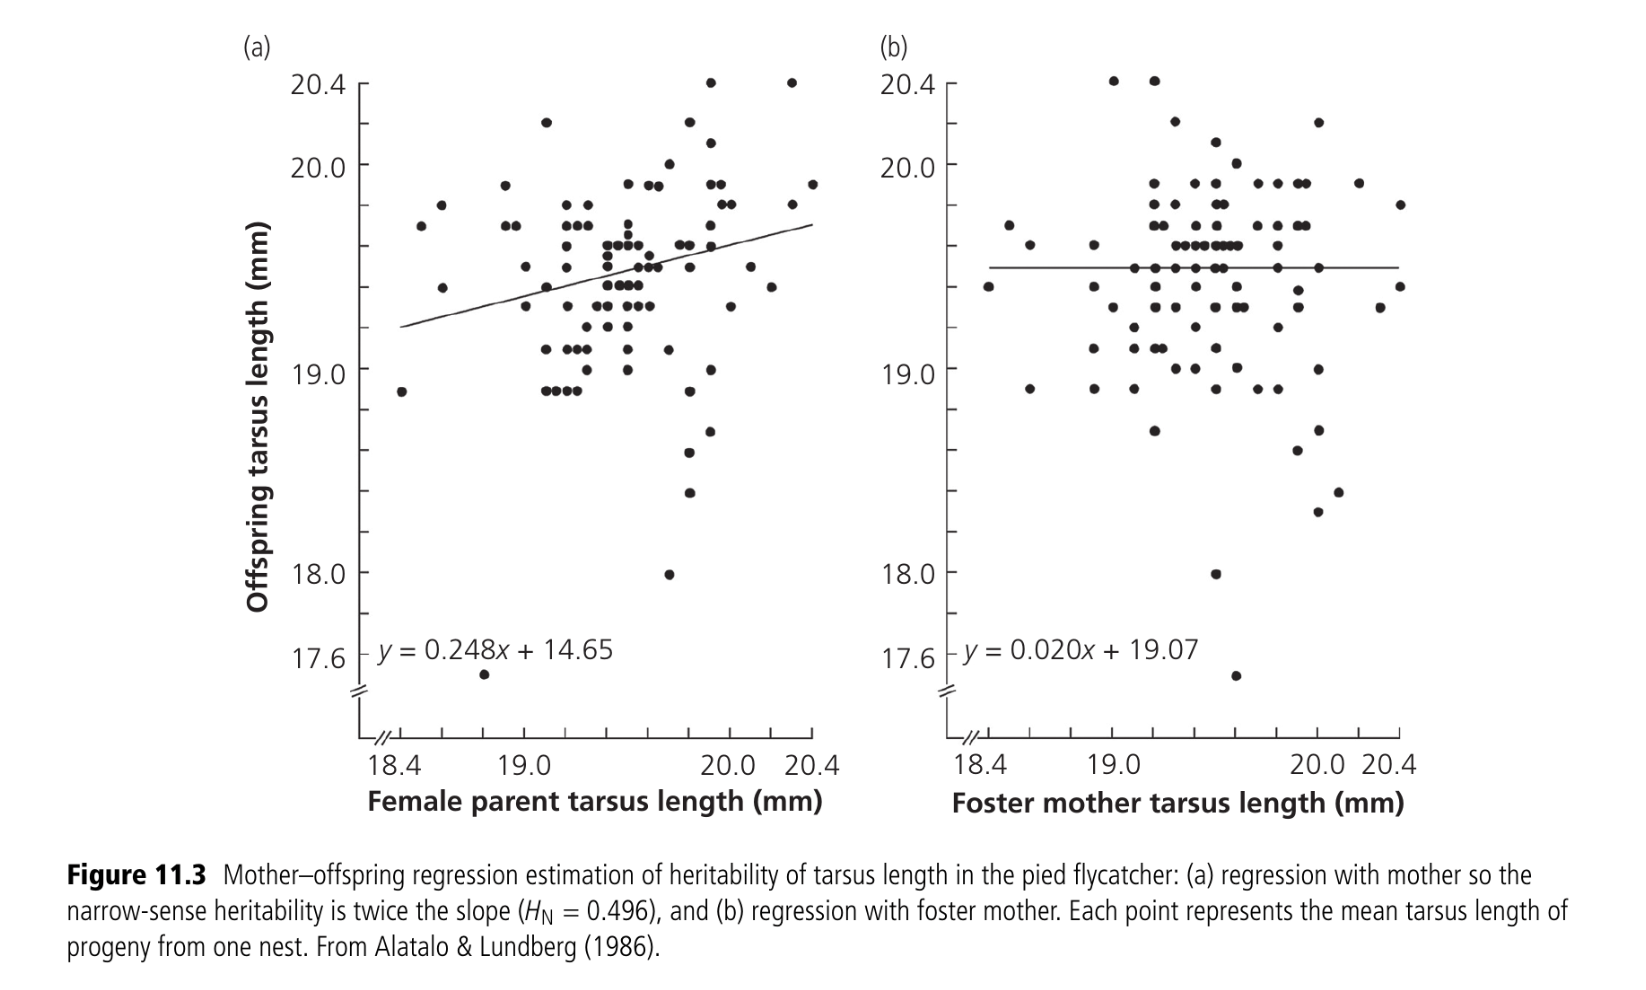 (a)
20.4
20.0
19.0
18.0
17.6
Offspring tarsus length (mm)
y = 0.248x + 14.65
18.4 19.0 20.0 20.4
Female parent tarsus length (mm)
(b)
20.4
20.0
19.0
18.0
17.6
y = 0.020x + 19.07
18.4 19.0 20.0 20.4
Foster mother tarsus length (mm)
Figure 11.3 Mother–offspring regression estimation of heritability of tarsus length in the pied flycatcher: (a) regression with mother so the
narrow-sense heritability is twice the slope (HN = 0.496), and (b) regression with foster mother. Each point represents the mean tarsus length of
progeny from one nest. From Alatalo & Lundberg (1986).